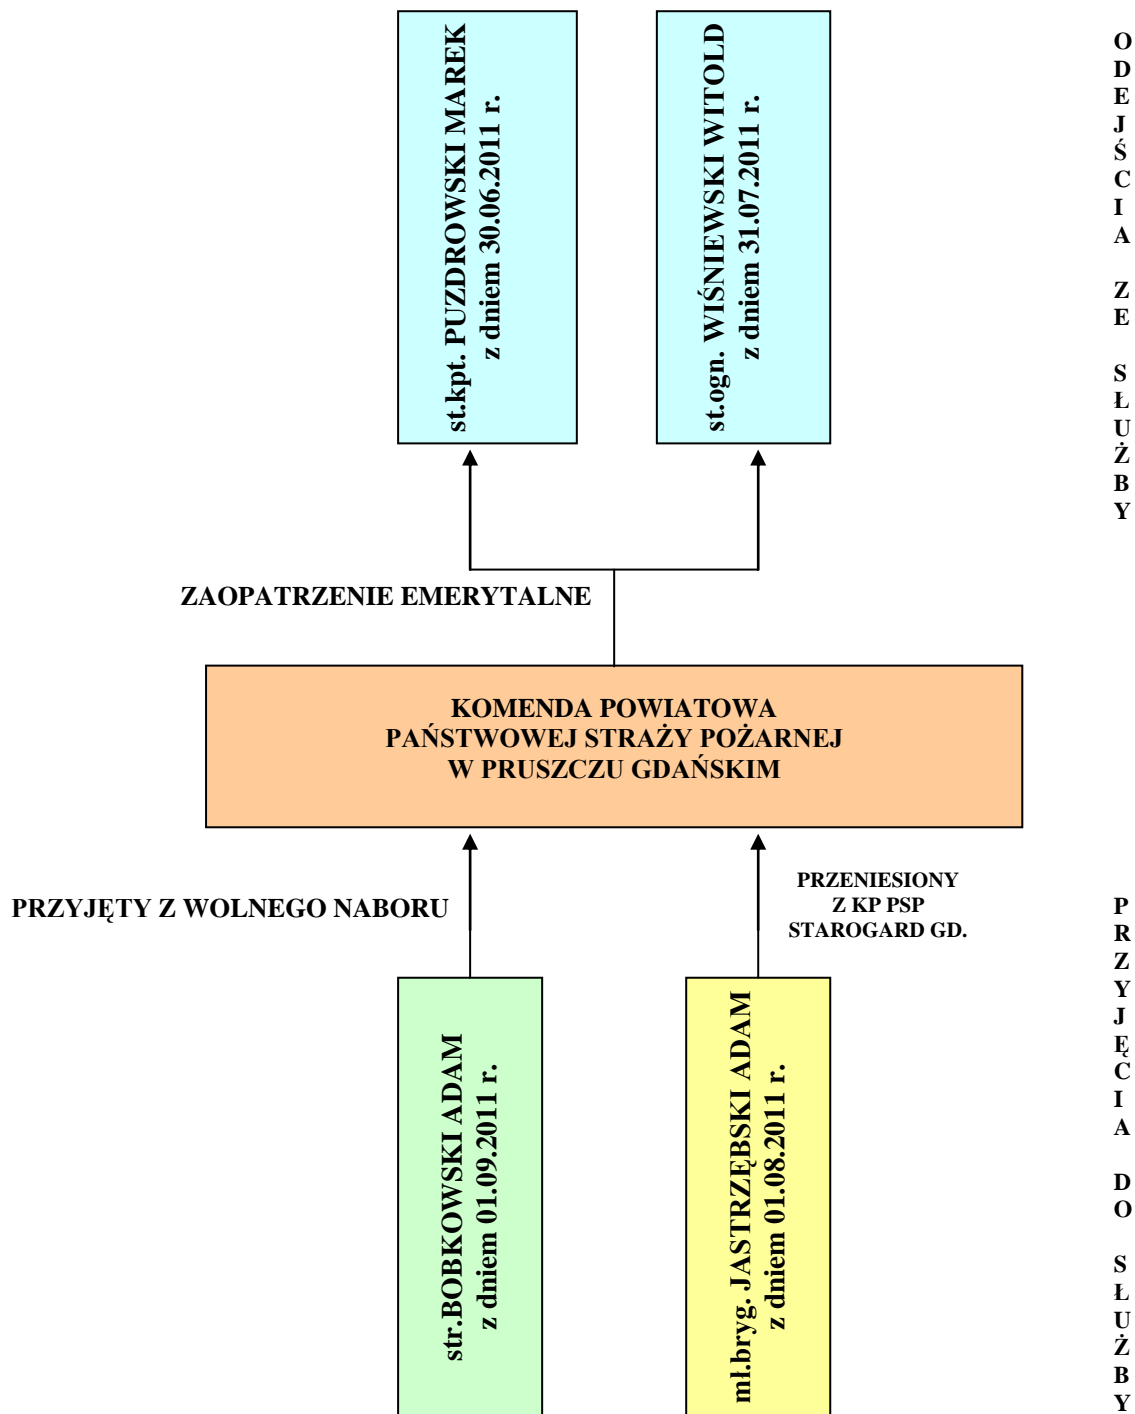 st.kpt. PUZDROWSKI MAREK
z dniem 30.06.2011 r.
st.ogn. WIŚNIEWSKI WITOLD
z dniem 31.07.2011 r.
ODEJŚCIA ZE SŁUŻBY
ZAOPATRZENIE EMERYTALNE
KOMENDA POWIATOWA
PAŃSTWOWEJ STRAŻY POŻARNEJ
W PRUSZCZU GDAŃSKIM
PRZYJĘTY Z WOLNEGO NABORU
PRZENIESIONY
Z KP PSP
STAROGARD GD.
str.BOBKOWSKI ADAM
z dniem 01.09.2011 r.
mł.bryg. JASTRZĘBSKI ADAM
z dniem 01.08.2011 r.
PRZYJĘCIA DO SŁUŻBY